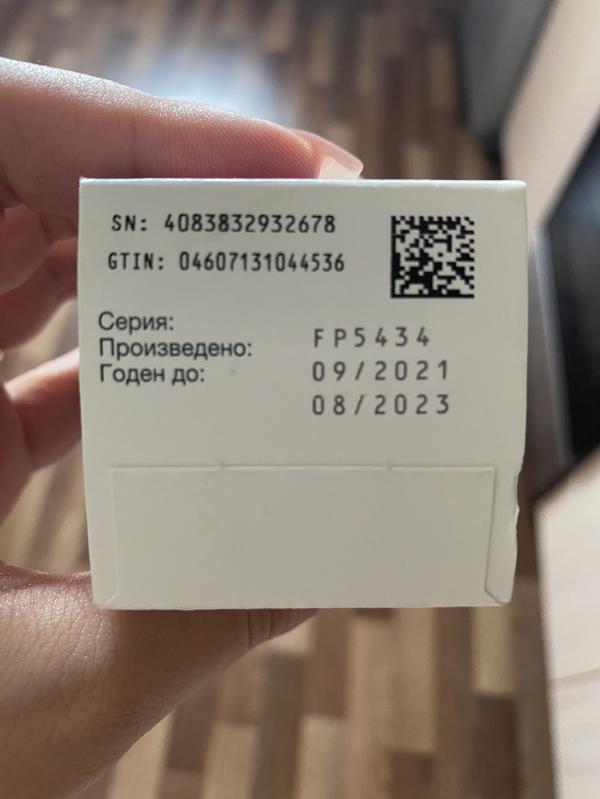 SN: 4083832932678
GTIN: 04607131044536
Серия:
FP5434
Произведено:
09/2021
Годен до:
08/2023